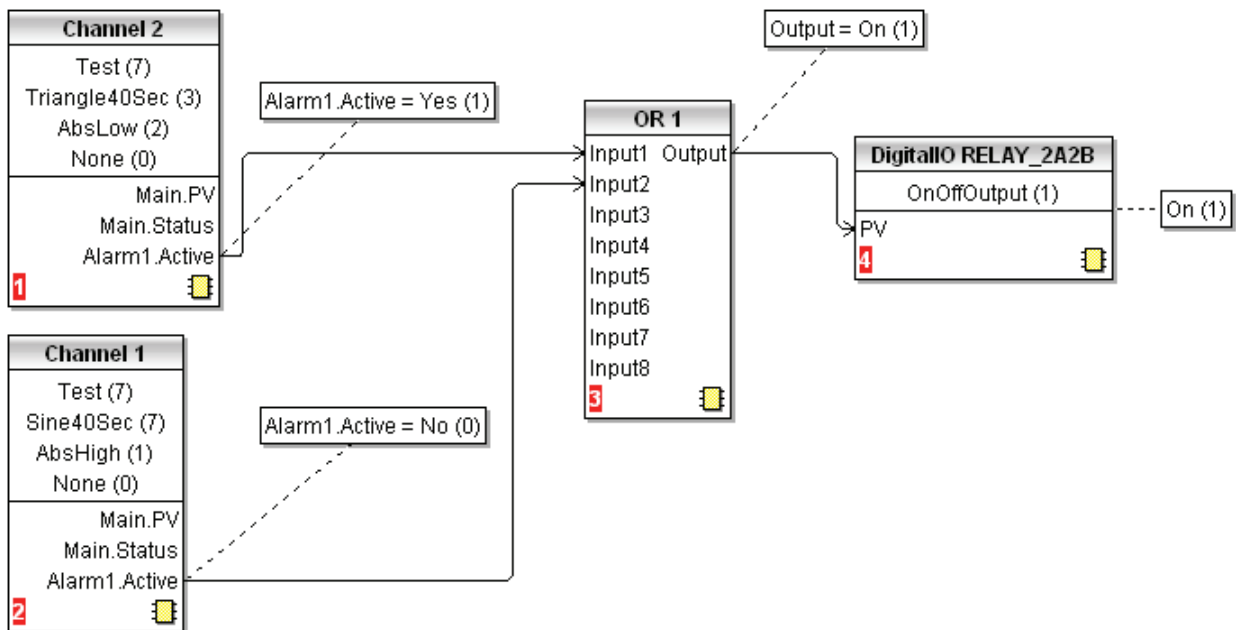 Channel 2
Test (7)
Triangle40Sec (3)
AbsLow (2)
None (0)
Main.PV
Main.Status
Alarm1.Active
1
Alarm1.Active = Yes (1)
Channel 1
Test (7)
Sine40Sec (7)
AbsHigh (1)
None (0)
Main.PV
Main.Status
Alarm1.Active
2
Alarm1.Active = No (0)
OR 1
Input1 Output
Input2
Input3
Input4
Input5
Input6
Input7
Input8
3
Output = On (1)
DigitalIO RELAY_2A2B
OnOffOutput (1)
PV
4
On (1)